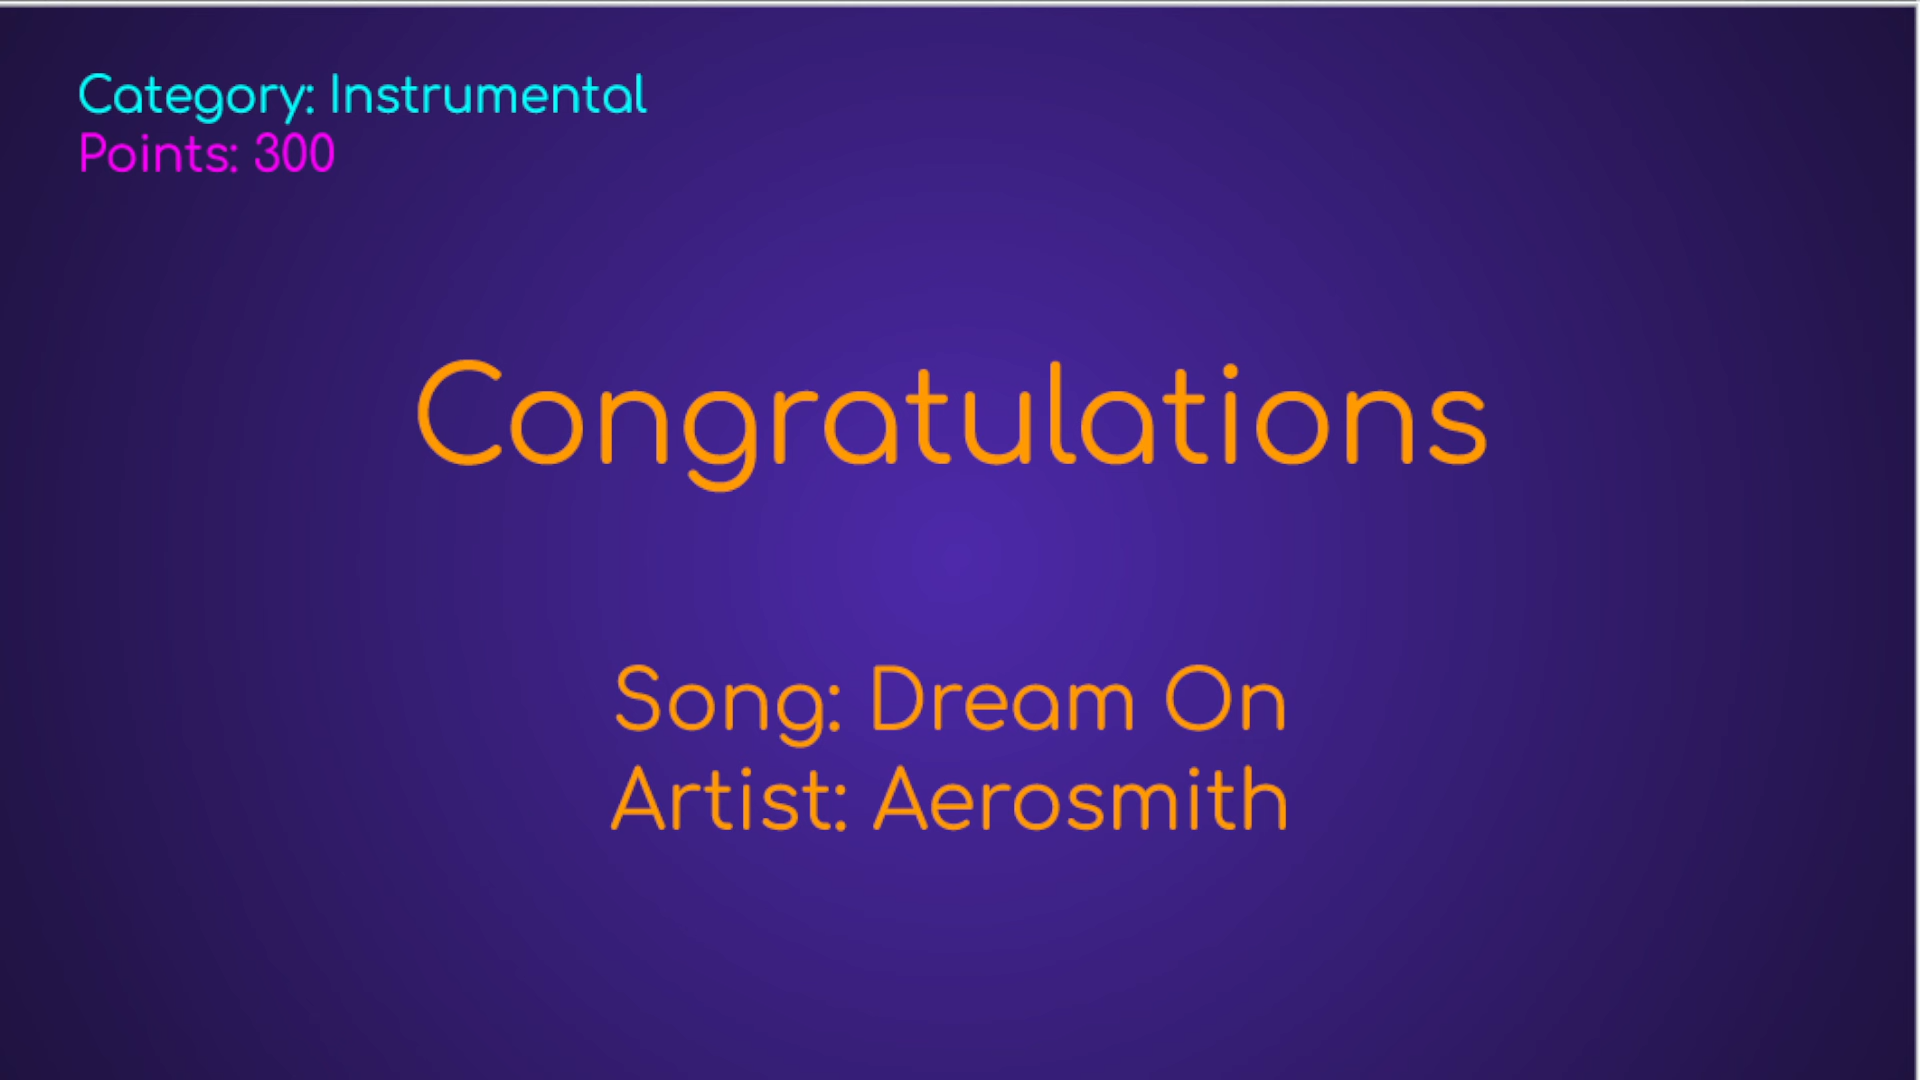 Category: Instrumental
Points: 300
Congratulations
Song: Dream On
Artist: Aerosmith